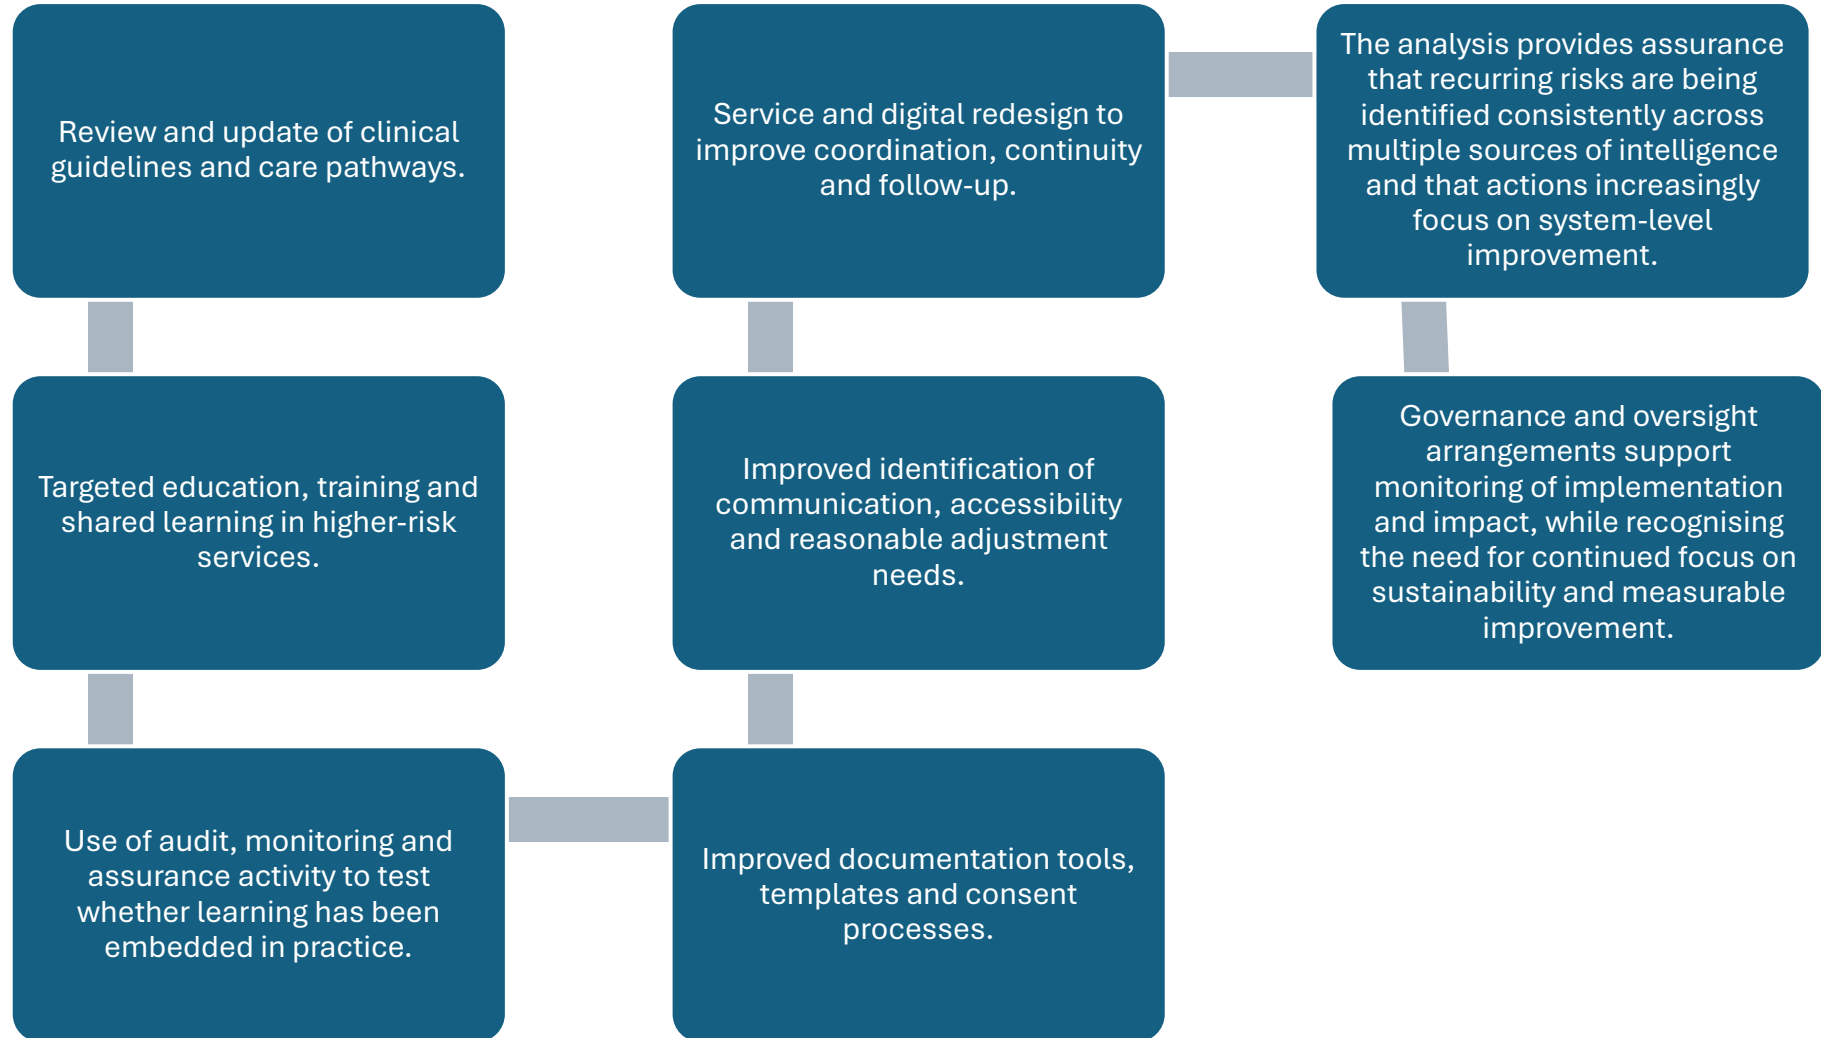 Review and update of clinical
guidelines and care pathways.
Targeted education, training and
shared learning in higher-risk
services.
Use of audit, monitoring and
assurance activity to test
whether learning has been
embedded in practice.
Improved documentation tools,
templates and consent
processes.
Improved identification of
communication, accessibility
and reasonable adjustment
needs.
Service and digital redesign to
improve coordination, continuity
and follow-up.
The analysis provides assurance
that recurring risks are being
identified consistently across
multiple sources of intelligence
and that actions increasingly
focus on system-level
improvement.
Governance and oversight
arrangements support
monitoring of implementation
and impact, while recognising
the need for continued focus on
sustainability and measurable
improvement.